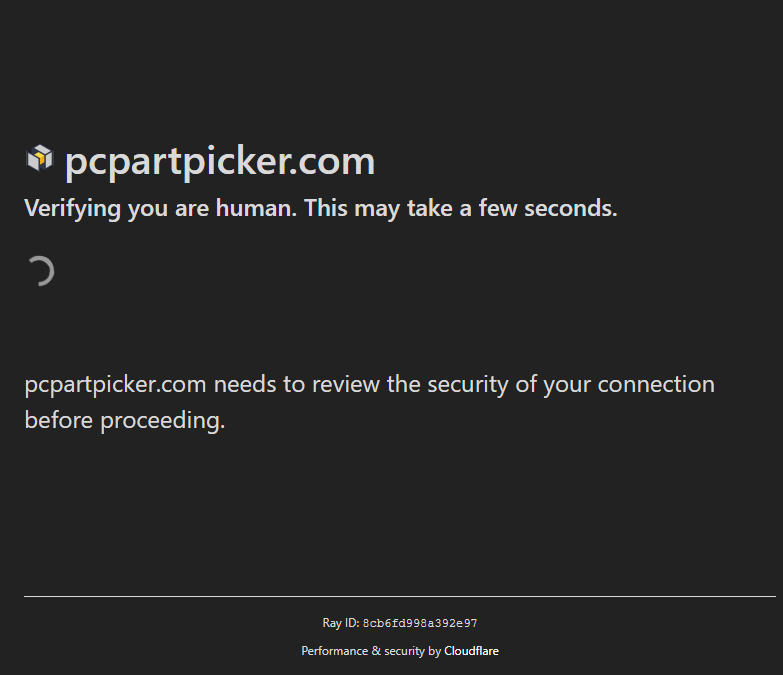 pcpartpicker.com
Verifying you are human. This may take a few seconds.
pcpartpicker.com needs to review the security of your connection
before proceeding.
Ray ID: 8cb6fd998a392e97
Performance & security by Cloudflare